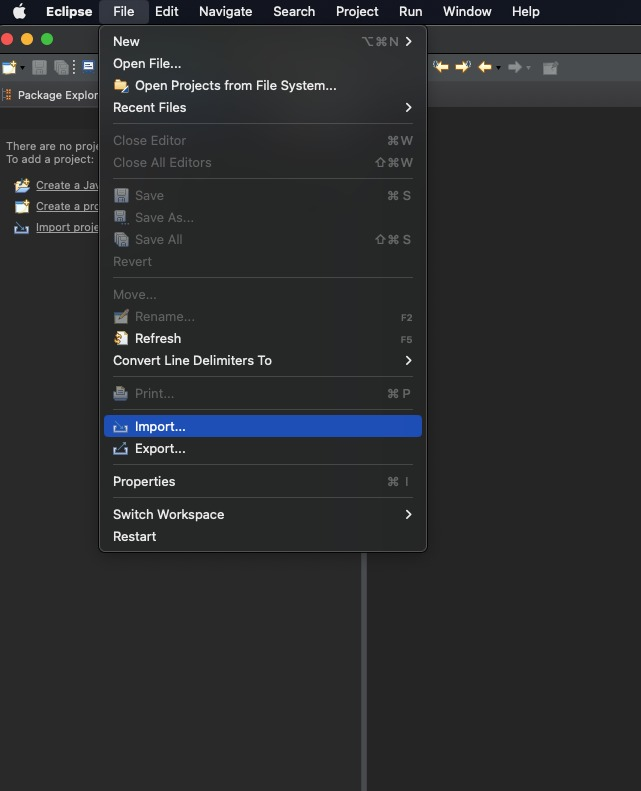 Eclipse File Edit Navigate Search Project Run Window Help
New ⌥⌘N
Open File...
Open Projects from File System...
Package Explor
Recent Files
Close Editor ⌘W
There are no proje
To add a project:
Close All Editors ⇧⌘W
Create a Jav
Save ⌘ S
Create a pro
Save As...
Import proje
Save All ⇧⌘ S
Revert
Move...
Rename... F2
Refresh F5
Convert Line Delimiters To
Print... ⌘ P
Import...
Export...
Properties ⌘ I
Switch Workspace
Restart